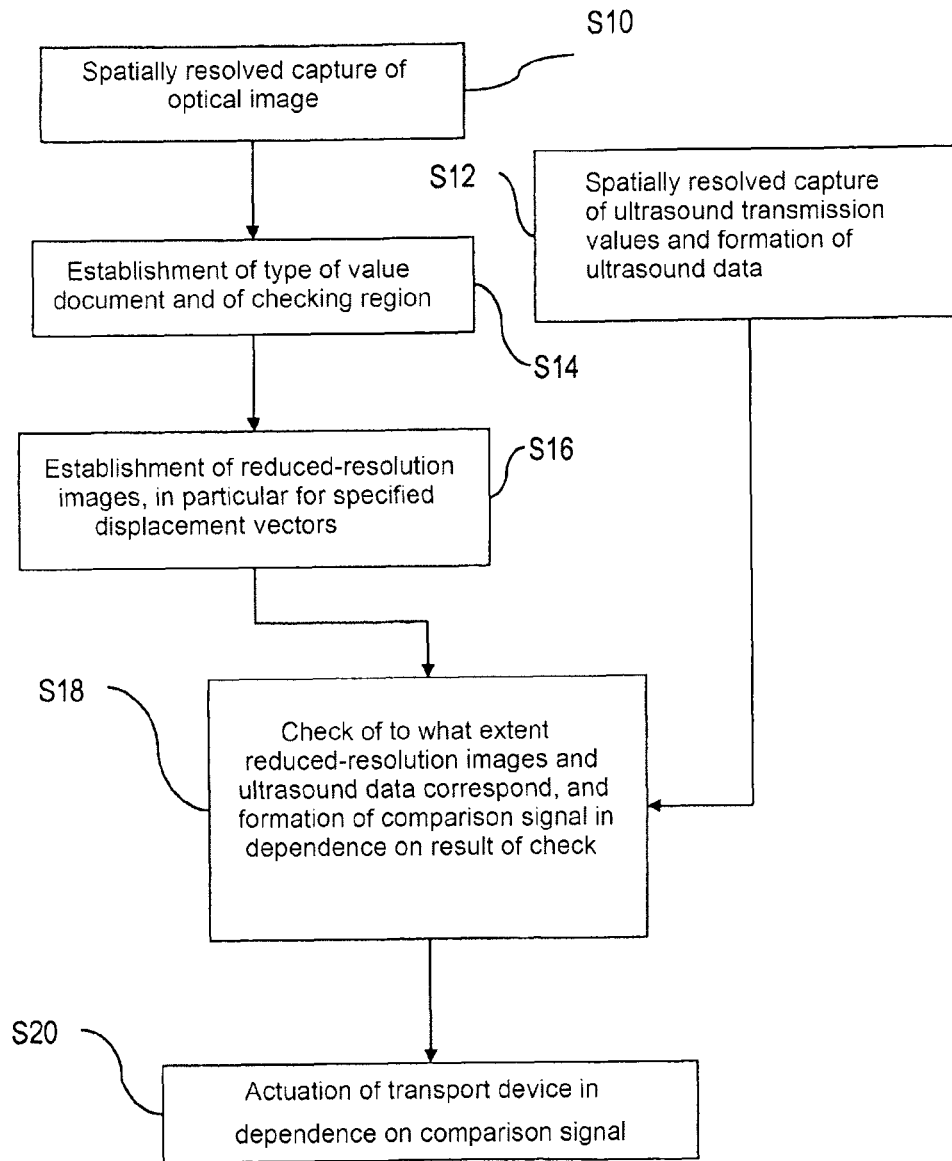 S10
Spatially resolved capture of
optical image
S12
Spatially resolved capture
of ultrasound transmission
values and formation of
ultrasound data
Establishment of type of value
document and of checking region
S14
Establishment of reduced-resolution
images, in particular for specified
displacement vectors
S16
S18
Check of to what extent
reduced-resolution images and
ultrasound data correspond, and
formation of comparison signal in
dependence on result of check
S20
Actuation of transport device in
dependence on comparison signal